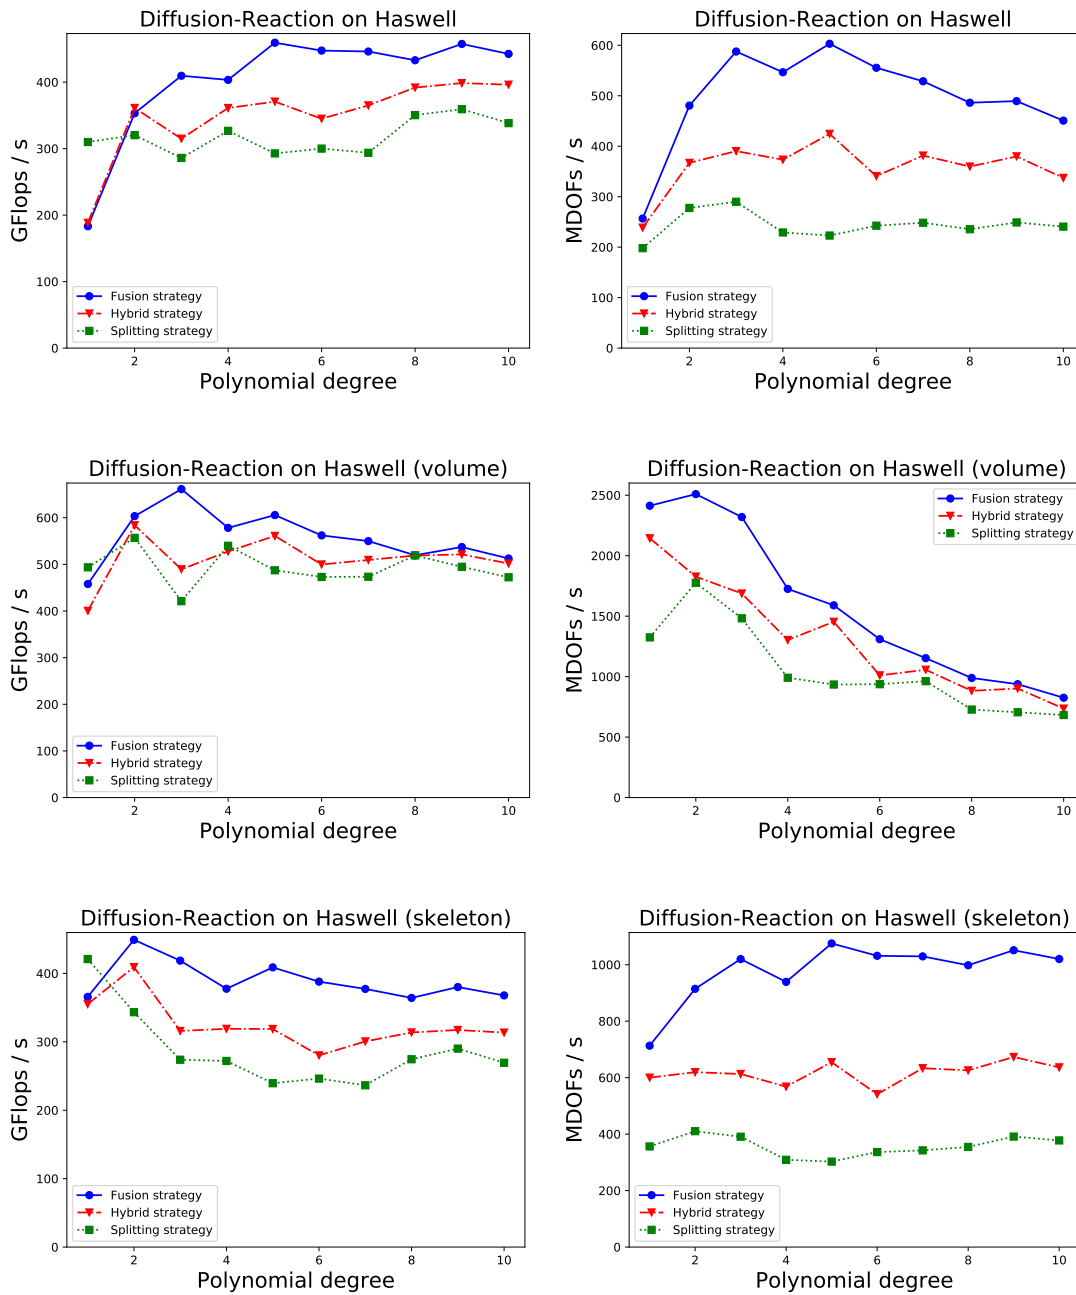 Diffusion-Reaction on Haswell
GFlops / s
400
300
200
100
0
2 4 6 8 10
Polynomial degree
Fusion strategy
Hybrid strategy
Splitting strategy
Diffusion-Reaction on Haswell
MDOFs / s
600
500
400
300
200
100
0
2 4 6 8 10
Polynomial degree
Fusion strategy
Hybrid strategy
Splitting strategy
Diffusion-Reaction on Haswell (volume)
GFlops / s
600
500
400
300
200
100
0
2 4 6 8 10
Polynomial degree
Fusion strategy
Hybrid strategy
Splitting strategy
Diffusion-Reaction on Haswell (volume)
MDOFs / s
2500
2000
1500
1000
500
0
2 4 6 8 10
Polynomial degree
Fusion strategy
Hybrid strategy
Splitting strategy
Diffusion-Reaction on Haswell (skeleton)
GFlops / s
400
300
200
100
0
2 4 6 8 10
Polynomial degree
Fusion strategy
Hybrid strategy
Splitting strategy
Diffusion-Reaction on Haswell (skeleton)
MDOFs / s
1000
800
600
400
200
0
2 4 6 8 10
Polynomial degree
Fusion strategy
Hybrid strategy
Splitting strategy